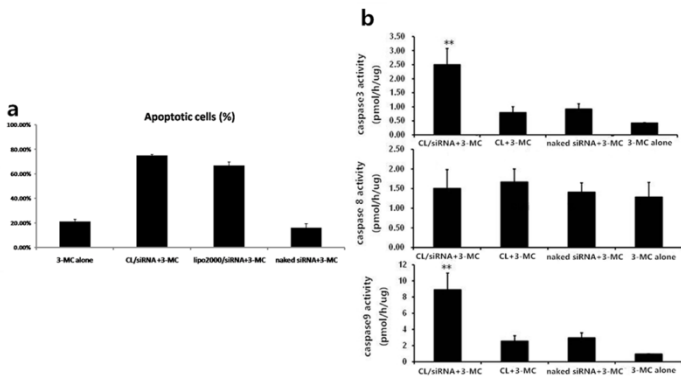 a
Apoptotic cells (%)
100.00%
80.00%
60.00%
40.00%
20.00%
0.00%
3-MC alone
CL/siRNA+3-MC
lipo2000/siRNA+3-MC
naked siRNA+3-MC
b
caspase3 activity
(pmol/h/ug)
3.50
3.00
2.50
2.00
1.50
1.00
0.50
0.00
**
CL/siRNA+3-MC
CL+3-MC
naked siRNA+3-MC
3-MC alone
caspase 8 activity
(pmol/h/ug)
2.50
2.00
1.50
1.00
0.50
0.00
CL/siRNA+3-MC
CL+3-MC
naked siRNA+3-MC
3-MC alone
caspase9 activity
(pmol/h/ug)
12
10
8
6
4
2
0
**
CL/siRNA+3-MC
CL+3-MC
naked siRNA+3-MC
3-MC alone